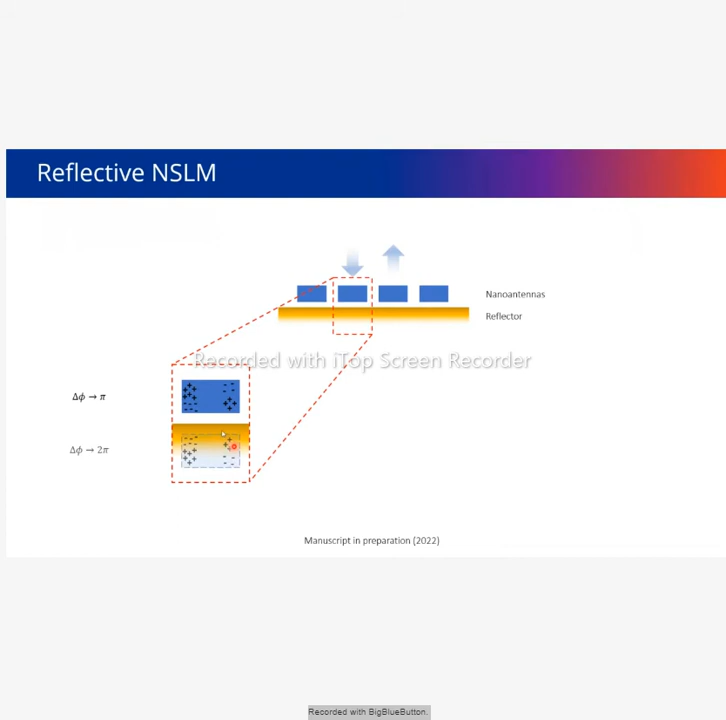 Reflective NSLM
Nanoantennas
Reflector
Recorded with iTop Screen Recorder
Δϕ → π
Δϕ → 2π
Manuscript in preparation (2022)
Recorded with BigBlueButton.